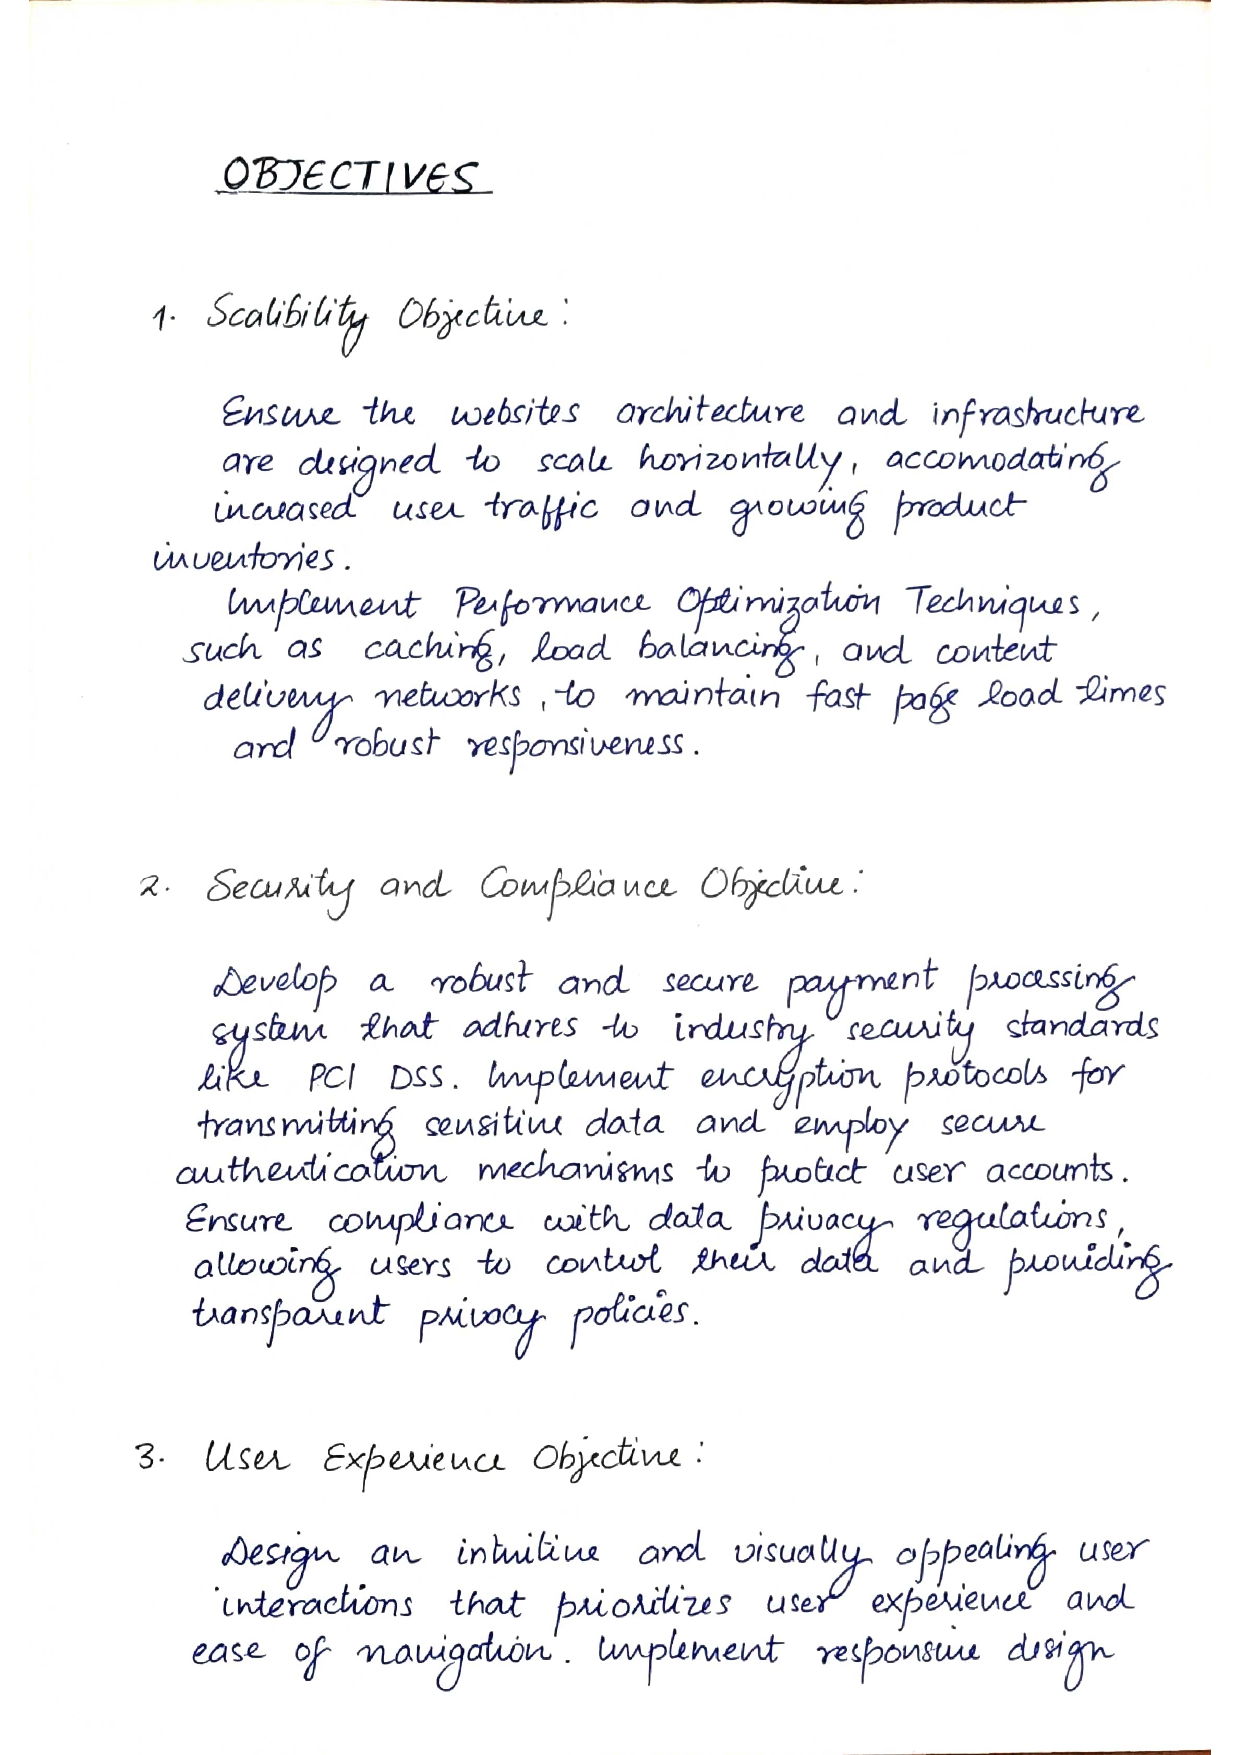 OBJECTIVES
1. Scalibility Objective:
Ensure the websites architecture and infrastructure
are designed to scale horizontally, accomodating
increased user traffic and growing product
inventories.
Implement Performance Optimization Techniques,
such as caching, load balancing, and content
delivery networks, to maintain fast page load times
and robust responsiveness.
2. Security and Compliance Objective:
Develop a robust and secure payment processing
system that adheres to industry security standards
like PCI DSS. Implement encryption protocols for
transmitting sensitive data and employ secure
authentication mechanisms to protect user accounts.
Ensure compliance with data privacy regulations,
allowing users to control their data and providing
transparent privacy policies.
3. User Experience Objective:
Design an intuitive and visually appealing user
interactions that prioritizes user experience and
ease of navigation. Implement responsive design